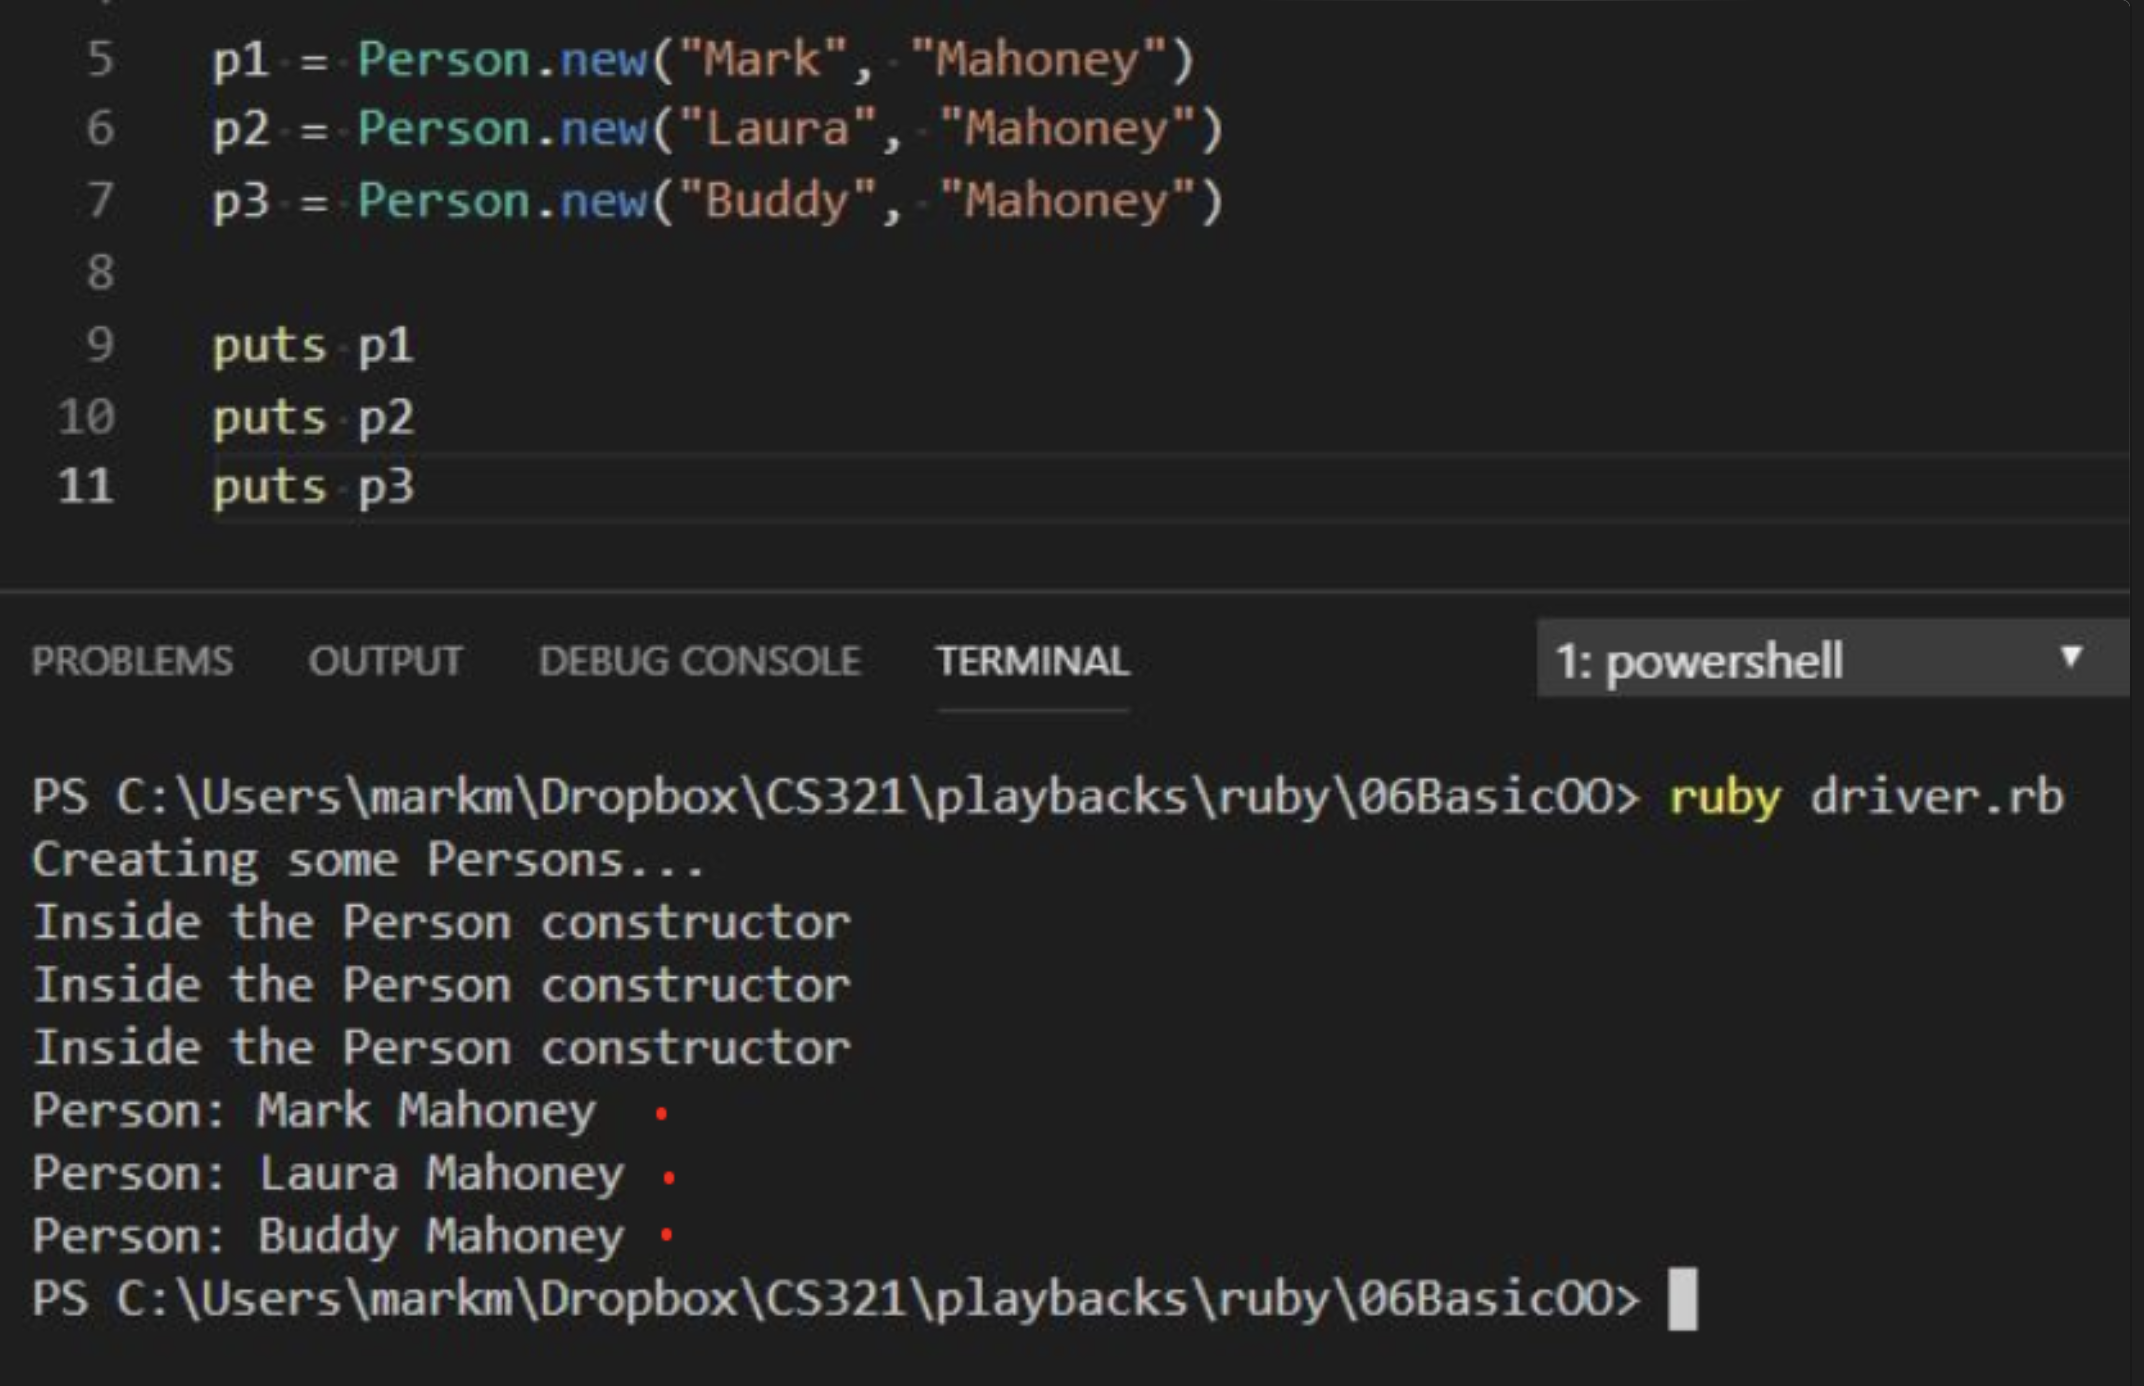 5 p1 = Person.new("Mark", "Mahoney")
6 p2 = Person.new("Laura", "Mahoney")
7 p3 = Person.new("Buddy", "Mahoney")
8
9 puts p1
10 puts p2
11 puts p3
PROBLEMS OUTPUT DEBUG CONSOLE TERMINAL 1: powershell
PS C:\Users\markm\Dropbox\CS321\playbacks\ruby\06BasicOO> ruby driver.rb
Creating some Persons...
Inside the Person constructor
Inside the Person constructor
Inside the Person constructor
Person: Mark Mahoney
Person: Laura Mahoney
Person: Buddy Mahoney
PS C:\Users\markm\Dropbox\CS321\playbacks\ruby\06BasicOO>